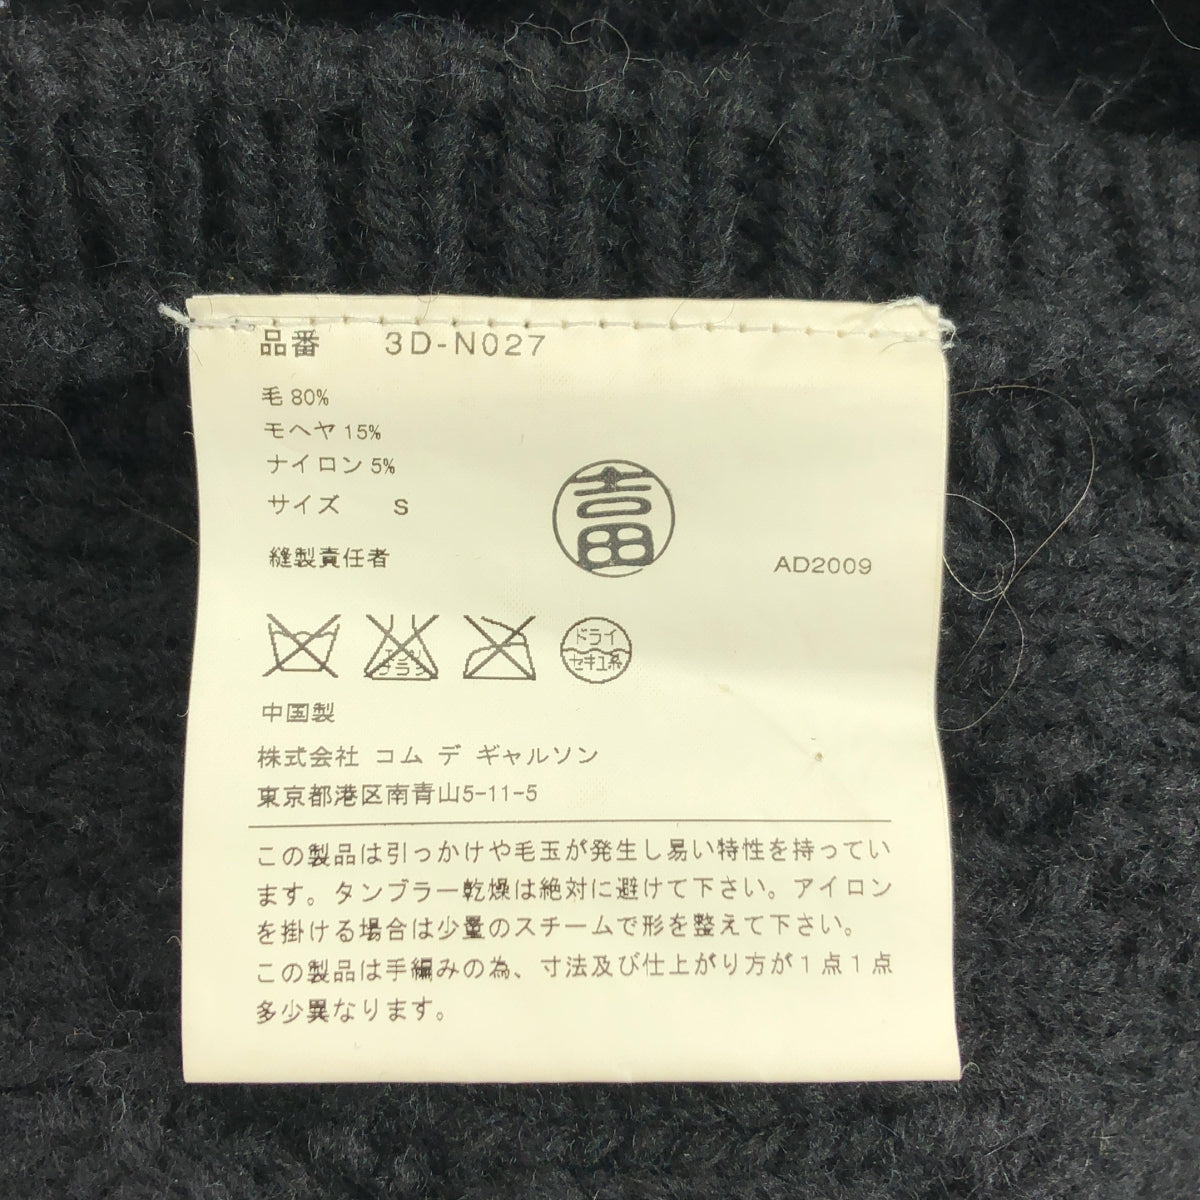 品番 3D-N027
毛 80%
モヘヤ 15%
ナイロン 5%
サイズ S
吉田
縫製責任者
AD2009
エンソサラシ
ドライ
セキユ系
中国製
株式会社 コム デ ギャルソン
東京都港区南青山5-11-5
この製品は引っかけや毛玉が発生し易い特性を持ってい
ます。タンブラー乾燥は絶対に避けて下さい。アイロン
を掛ける場合は少量のスチームで形を整えて下さい。
この製品は手編みの為、寸法及び仕上がり方が1点1点
多少異なります。